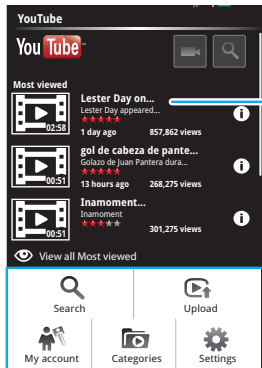 YouTube
You Tube
Most viewed
Lester Day on...
Lester Day appeared...
02:58
1 day ago 857,862 views
gol de cabeza de pante...
Golazo de Juan Pantera dura...
00:51
13 hours ago 268,275 views
Inamoment...
Inamoment
00:51
301,275 views
View all Most viewed
Search Upload
My account Categories Settings